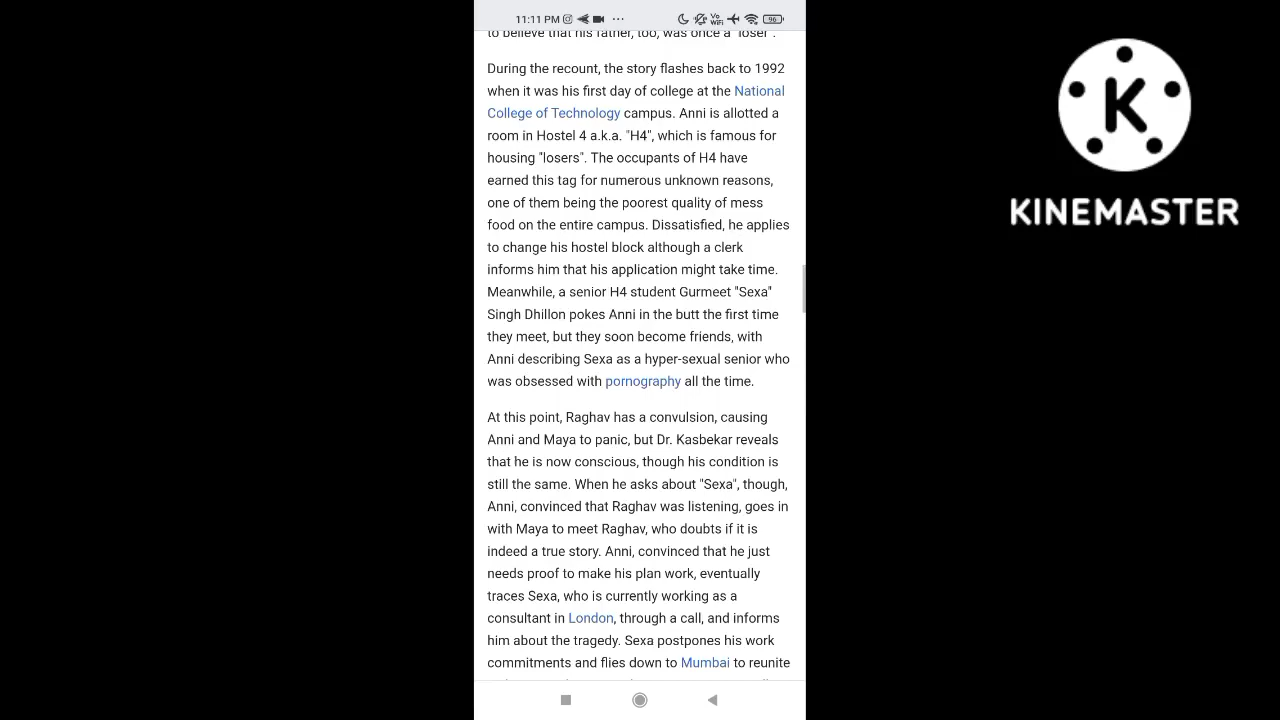 11:11 PM
Vo WiFi
96
to believe that his father, too, was once a "loser".
During the recount, the story flashes back to 1992
when it was his first day of college at the National
College of Technology campus. Anni is allotted a
room in Hostel 4 a.k.a. "H4", which is famous for
housing "losers". The occupants of H4 have
earned this tag for numerous unknown reasons,
one of them being the poorest quality of mess
food on the entire campus. Dissatisfied, he applies
to change his hostel block although a clerk
informs him that his application might take time.
Meanwhile, a senior H4 student Gurmeet "Sexa"
Singh Dhillon pokes Anni in the butt the first time
they meet, but they soon become friends, with
Anni describing Sexa as a hyper-sexual senior who
was obsessed with pornography all the time.
At this point, Raghav has a convulsion, causing
Anni and Maya to panic, but Dr. Kasbekar reveals
that he is now conscious, though his condition is
still the same. When he asks about "Sexa", though,
Anni, convinced that Raghav was listening, goes in
with Maya to meet Raghav, who doubts if it is
indeed a true story. Anni, convinced that he just
needs proof to make his plan work, eventually
traces Sexa, who is currently working as a
consultant in London, through a call, and informs
him about the tragedy. Sexa postpones his work
commitments and flies down to Mumbai to reunite
K
KINEMASTER